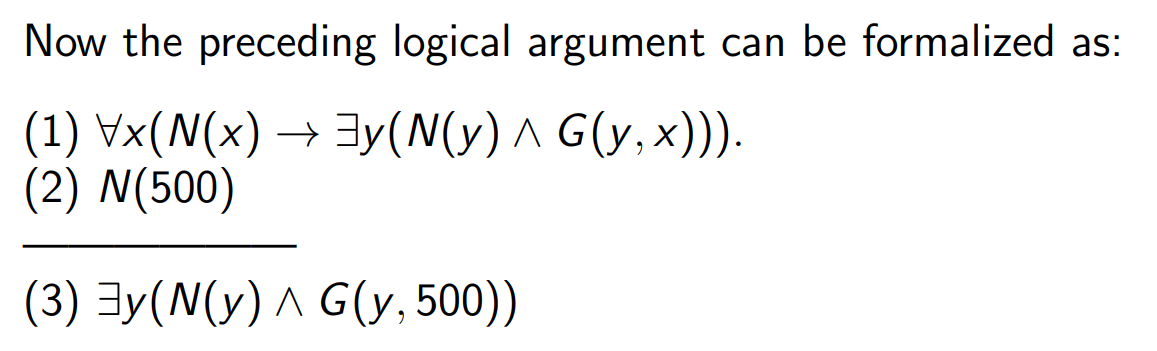 Now the preceding logical argument can be formalized as:
(1) ∀x(N(x) → ∃y(N(y) ∧ G(y, x))).
(2) N(500)
(3) ∃y(N(y) ∧ G(y, 500))